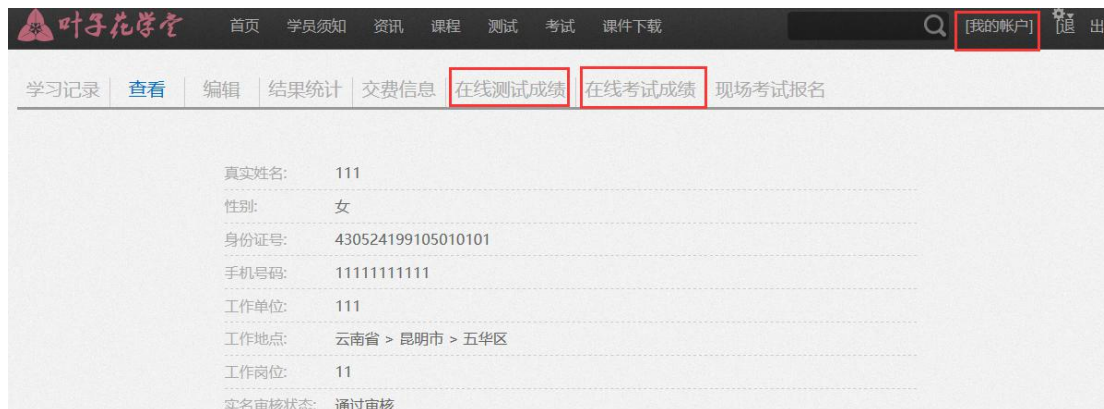 叶子花学堂 首页 学员须知 资讯 课程 测试 考试 课件下载 [我的帐户] 退 出
学习记录 查看 编辑 结果统计 交费信息 在线测试成绩 在线考试成绩 现场考试报名
真实姓名: 111
性别: 女
身份证号: 430524199105010101
手机号码: 11111111111
工作单位: 111
工作地点: 云南省 > 昆明市 > 五华区
工作岗位: 11
实名审核状态: 通过审核